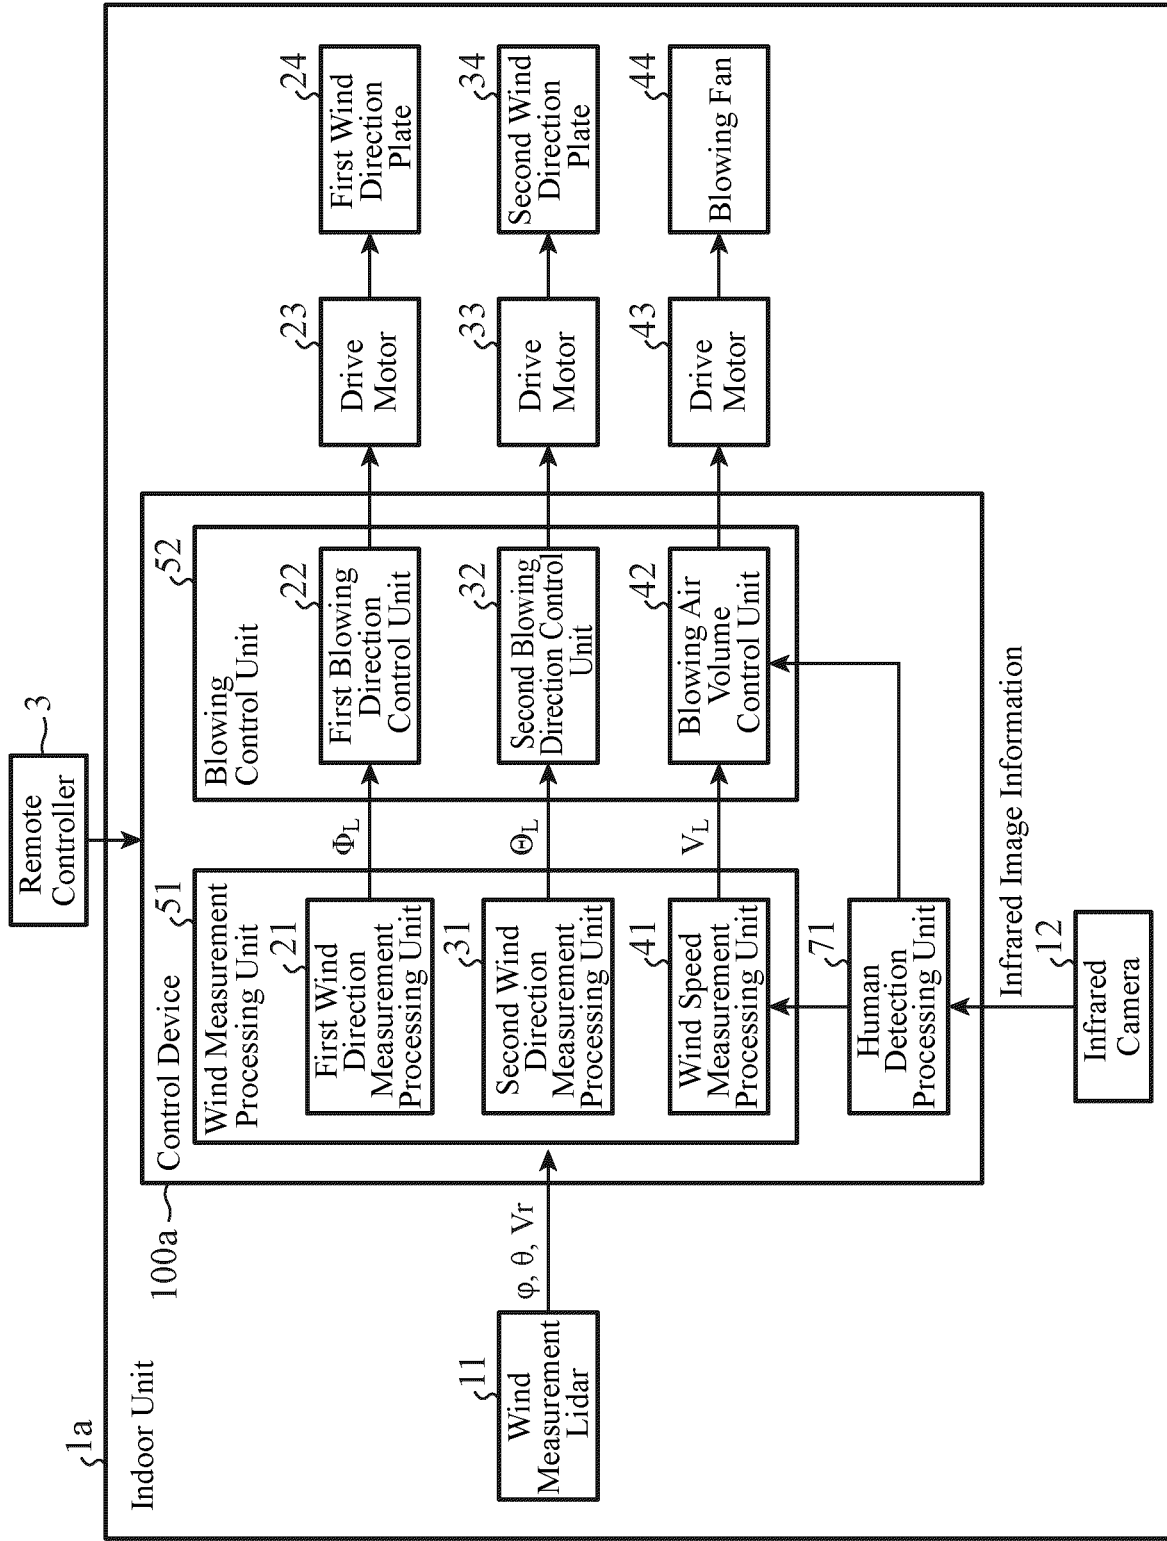 Remote
Controller
3
1a
Indoor Unit
100a
Control Device
51
Wind Measurement
Processing Unit
52
Blowing
Control Unit
11
Wind
Measurement
Lidar
φ, θ, Vr
21
First Wind
Direction
Measurement
Processing Unit
Φ_L
22
First Blowing
Direction
Control Unit
23
Drive
Motor
24
First Wind
Direction
Plate
31
Second Wind
Direction
Measurement
Processing Unit
Θ_L
32
Second Blowing
Direction Control
Unit
33
Drive
Motor
34
Second Wind
Direction
Plate
41
Wind Speed
Measurement
Processing Unit
V_L
42
Blowing Air
Volume
Control Unit
43
Drive
Motor
44
Blowing Fan
71
Human
Detection
Processing Unit
Infrared Image Information
12
Infrared
Camera